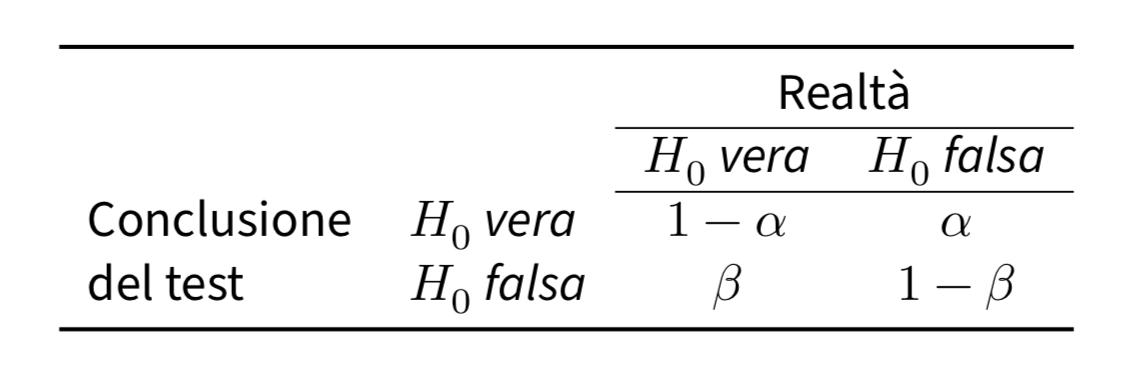 Realtà
H₀ vera H₀ falsa
Conclusione H₀ vera 1 − α α
del test H₀ falsa β 1 − β